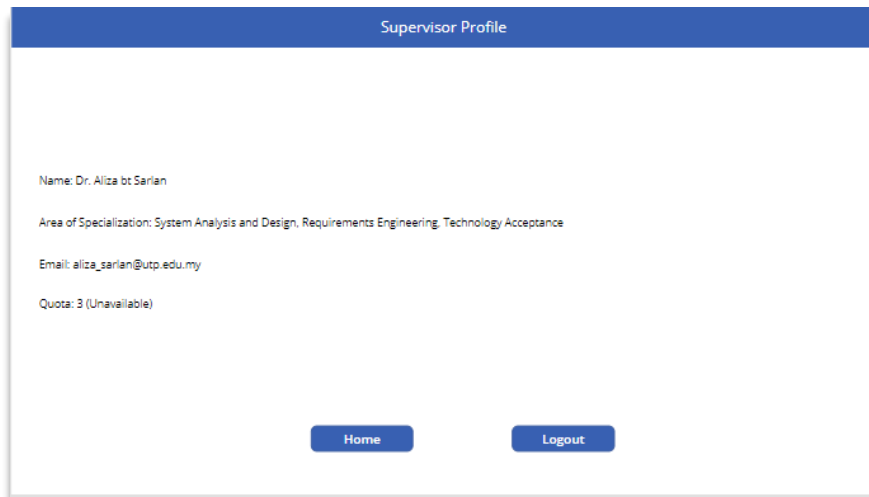 Supervisor Profile
Name: Dr. Aliza bt Sarlan
Area of Specialization: System Analysis and Design, Requirements Engineering, Technology Acceptance
Email: aliza_sarlan@utp.edu.my
Quota: 3 (Unavailable)
Home
Logout